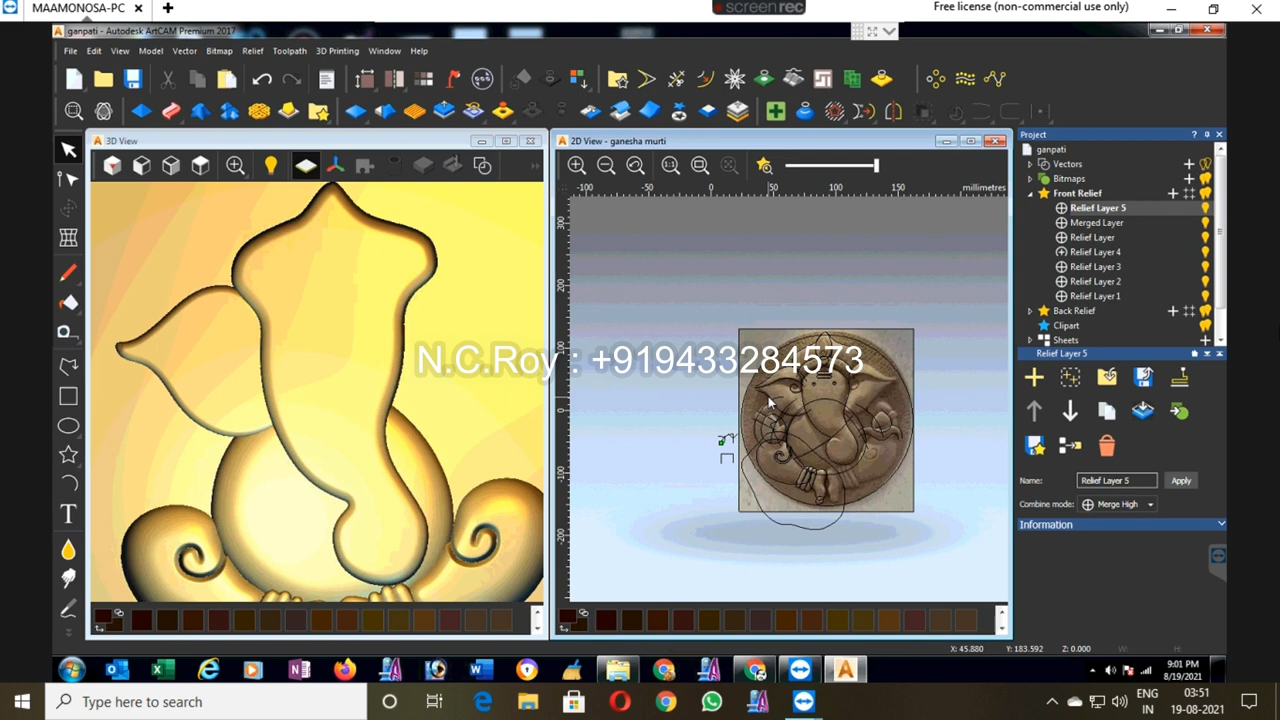 MAAMONOSA-PC
screenrec
Free license (non-commercial use only)
ganpati - Autodesk ArtCAM Premium 2017
File Edit View Model Vector Bitmap Relief Toolpath 3D Printing Window Help
3D View
2D View - ganesha murti
Project
ganpati
Vectors
Bitmaps
Front Relief
Relief Layer 5
Merged Layer
Relief Layer
Relief Layer 4
Relief Layer 3
Relief Layer 2
Relief Layer 1
Back Relief
Clipart
Sheets
Relief Layer 5
-100 -50 0 50 100 150 millimetres
300
200
100
0
-100
-200
N.C.Roy : +919433284573
Name: Relief Layer 5 Apply
Combine mode: Merge High
Information
X: 45.880 Y: 183.592 Z: 0.000 W: H:
9:01 PM
8/19/2021
Type here to search
ENG
IN
03:51
19-08-2021